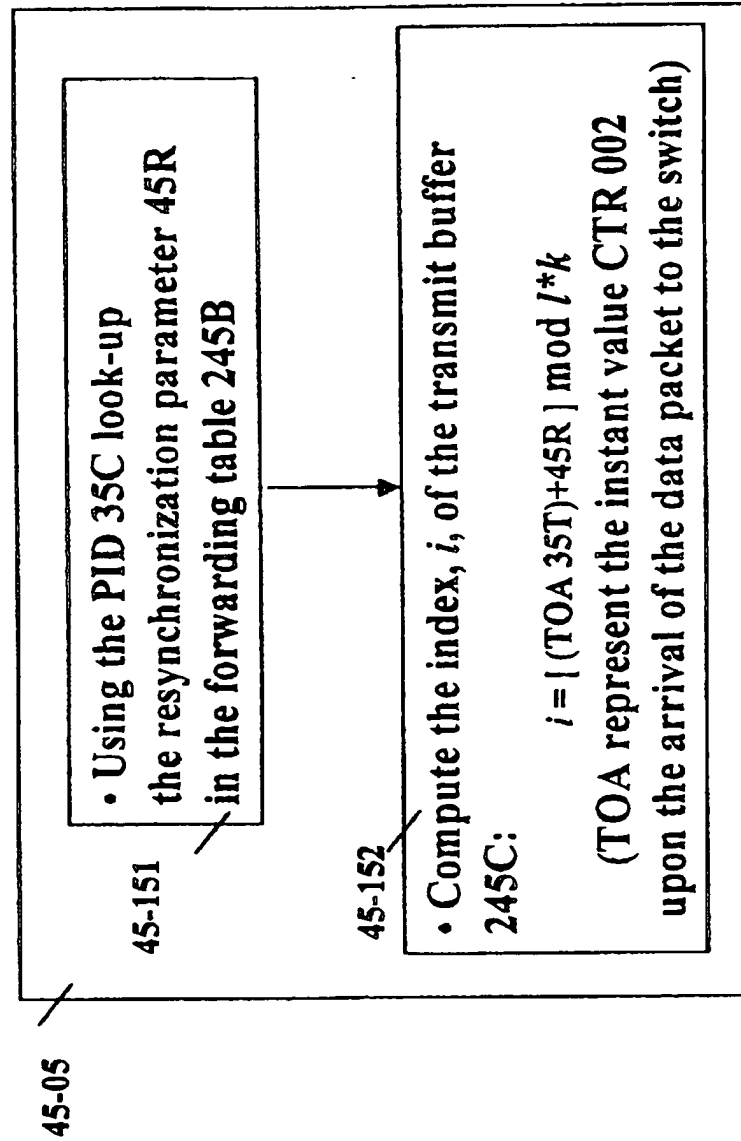 45-05
45-151
• Using the PID 35C look-up
the resynchronization parameter 45R
in the forwarding table 245B
45-152
• Compute the index, i, of the transmit buffer
245C:
i = [ (TOA 35T)+45R ] mod l*k
(TOA represent the instant value CTR 002
upon the arrival of the data packet to the switch)